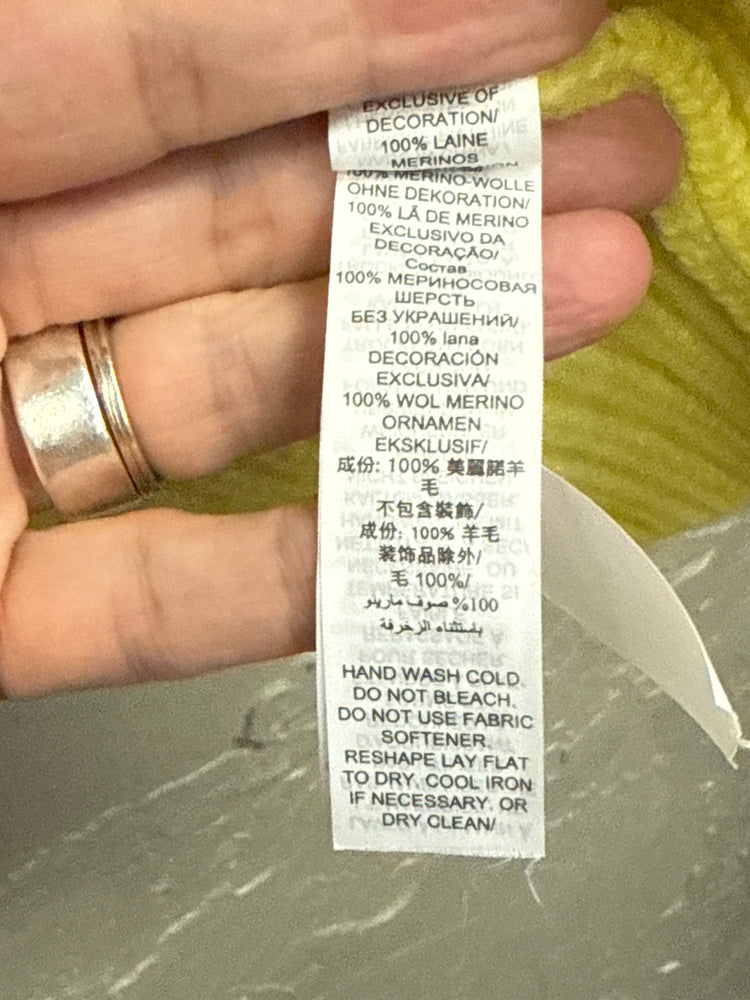 EXCLUSIVE OF
DECORATION/
100% LAINE
MERINOS
100% MERINO-WOLLE
OHNE DEKORATION/
100% LÃ DE MERINO
EXCLUSIVO DA
DECORAÇÃO/
Состав
100% МЕРИНОСОВАЯ
ШЕРСТЬ
БЕЗ УКРАШЕНИЙ/
100% lana
DECORACIÓN
EXCLUSIVA/
100% WOL MERINO
ORNAMEN
EKSKLUSIF/
成份: 100% 美麗諾羊
毛
不包含裝飾/
成份: 100% 羊毛
装饰品除外/
毛 100%/
100% صوف مارينو
باستثناء الزخرفة
HAND WASH COLD.
DO NOT BLEACH.
DO NOT USE FABRIC
SOFTENER.
RESHAPE LAY FLAT
TO DRY. COOL IRON
IF NECESSARY. OR
DRY CLEAN/